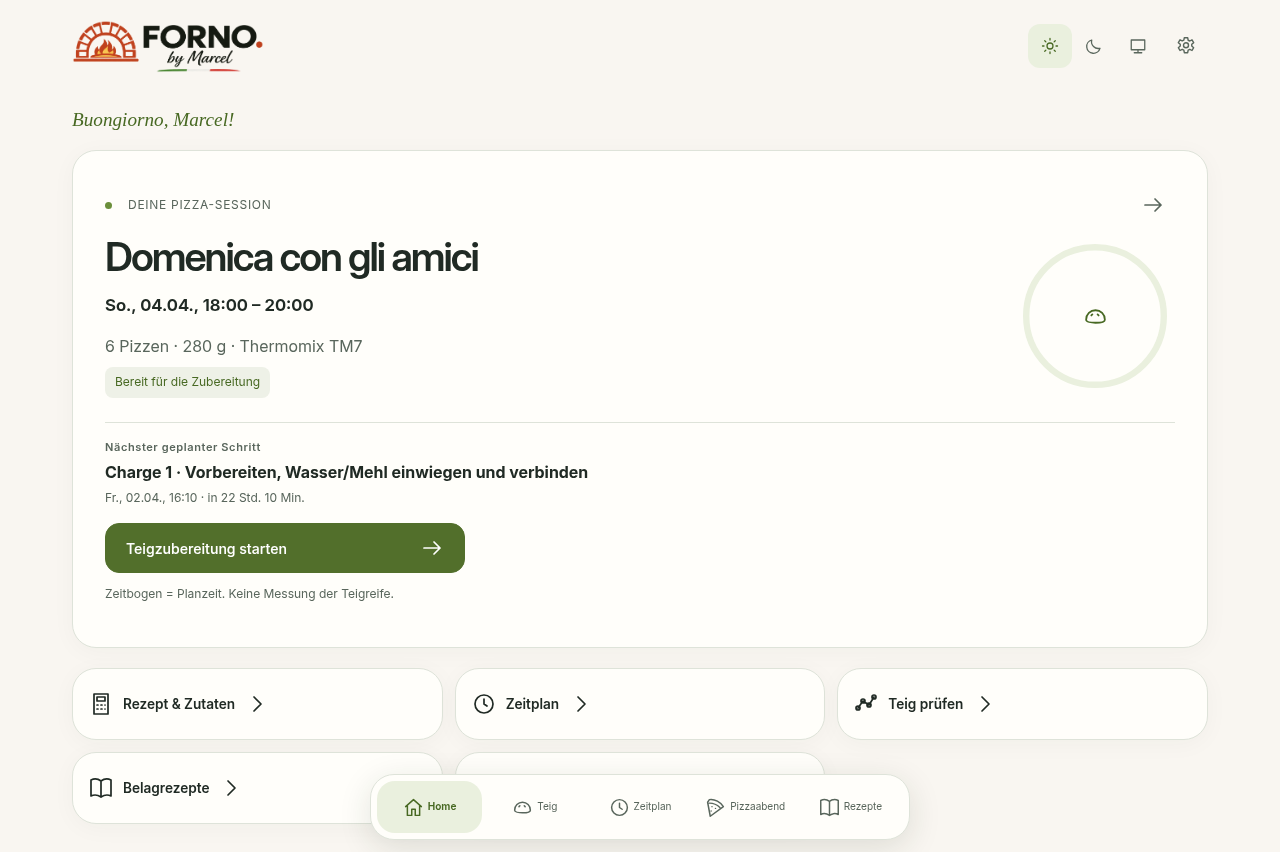 FORNO.
by Marcel
Buongiorno, Marcel!
DEINE PIZZA-SESSION
Domenica con gli amici
So., 04.04., 18:00 – 20:00
6 Pizzen · 280 g · Thermomix TM7
Bereit für die Zubereitung
Nächster geplanter Schritt
Charge 1 · Vorbereiten, Wasser/Mehl einwiegen und verbinden
Fr., 02.04., 16:10 · in 22 Std. 10 Min.
Teigzubereitung starten
Zeitbogen = Planzeit. Keine Messung der Teigreife.
Rezept & Zutaten
Zeitplan
Teig prüfen
Belagrezepte
Home
Teig
Zeitplan
Pizzaabend
Rezepte